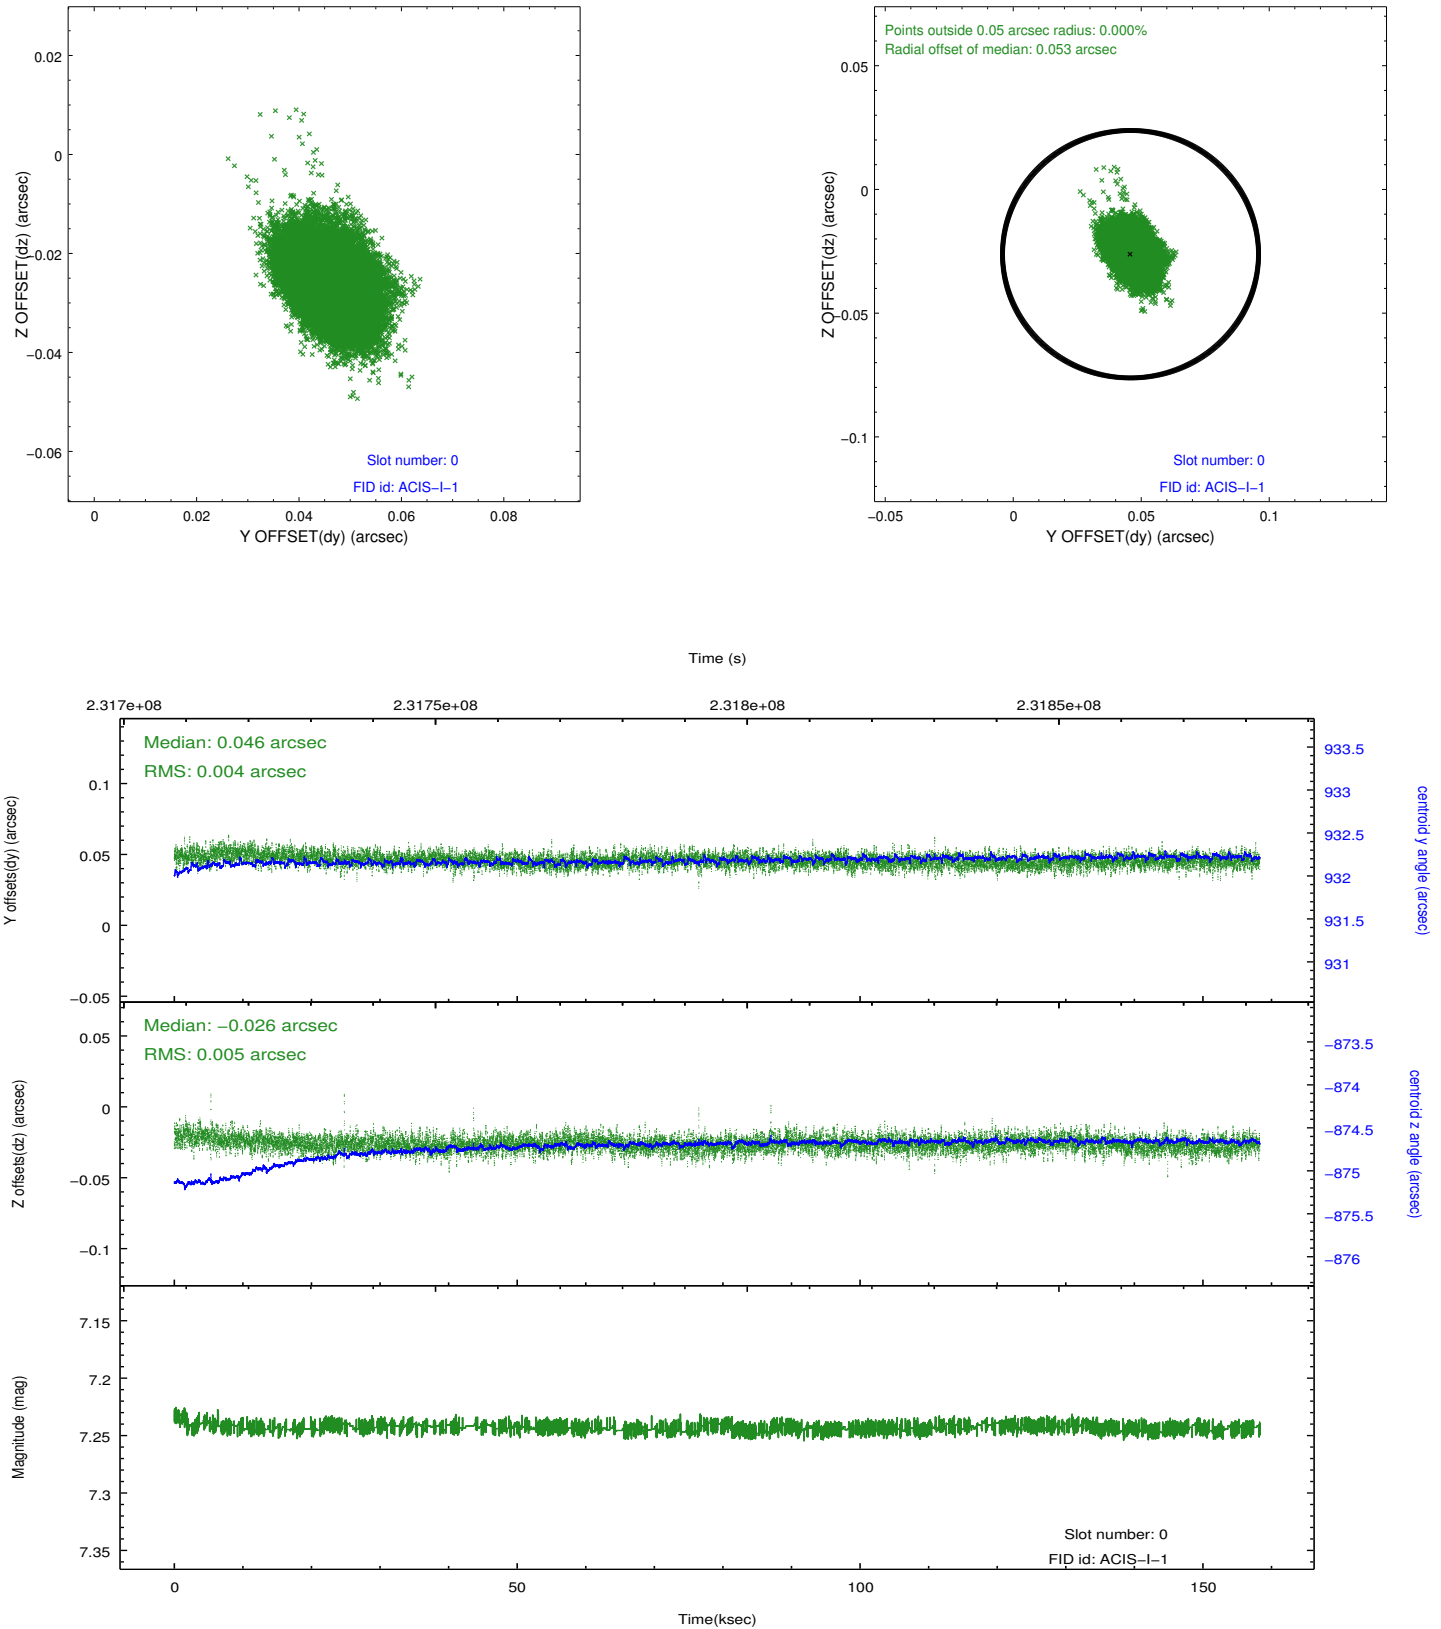 0.02
0
−0.02
−0.04
−0.06
Z OFFSET(dz) (arcsec)
Slot number: 0
FID id: ACIS−I−1
0
0.02
0.04
0.06
0.08
Y OFFSET(dy) (arcsec)
Points outside 0.05 arcsec radius: 0.000%
Radial offset of median: 0.053 arcsec
0.05
0
−0.05
−0.1
Z OFFSET(dz) (arcsec)
Slot number: 0
FID id: ACIS−I−1
−0.05
0
0.05
0.1
Y OFFSET(dy) (arcsec)
Time (s)
2.317e+08
2.3175e+08
2.318e+08
2.3185e+08
Median: 0.046 arcsec
RMS: 0.004 arcsec
0.1
0.05
0
−0.05
Y offsets(dy) (arcsec)
933.5
933
932.5
932
931.5
931
centroid y angle (arcsec)
Median: −0.026 arcsec
RMS: 0.005 arcsec
0.05
0
−0.05
−0.1
Z offsets(dz) (arcsec)
−873.5
−874
−874.5
−875
−875.5
−876
centroid z angle (arcsec)
7.15
7.2
7.25
7.3
7.35
Magnitude (mag)
Slot number: 0
FID id: ACIS−I−1
0
50
100
150
Time(ksec)